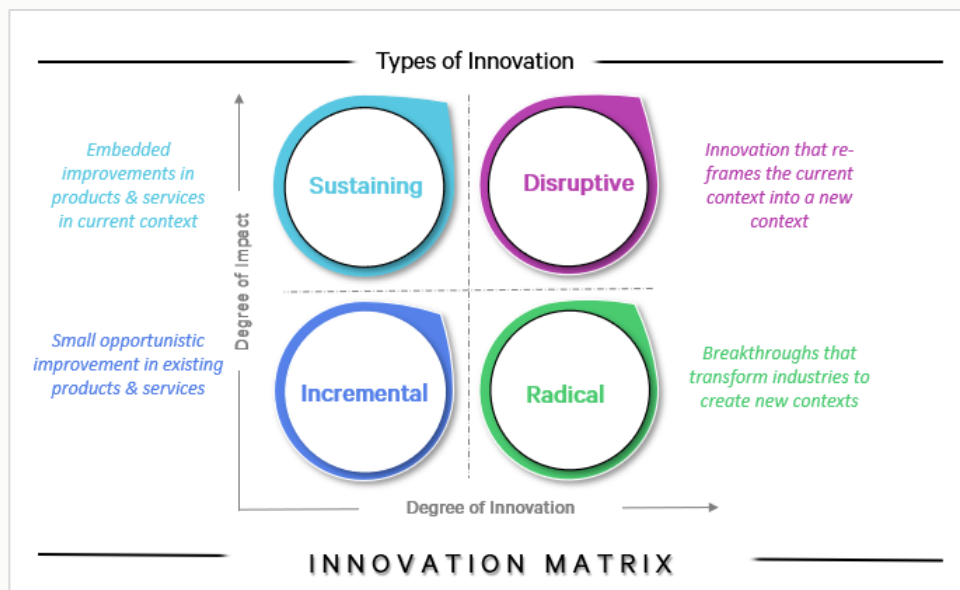 Types of Innovation
Embedded
improvements in
products & services
in current context
Sustaining
Disruptive
Innovation that re-
frames the current
context into a new
context
Degree of Impact
Small opportunistic
improvement in existing
products & services
Incremental
Radical
Breakthroughs that
transform industries to
create new contexts
Degree of Innovation
INNOVATION MATRIX